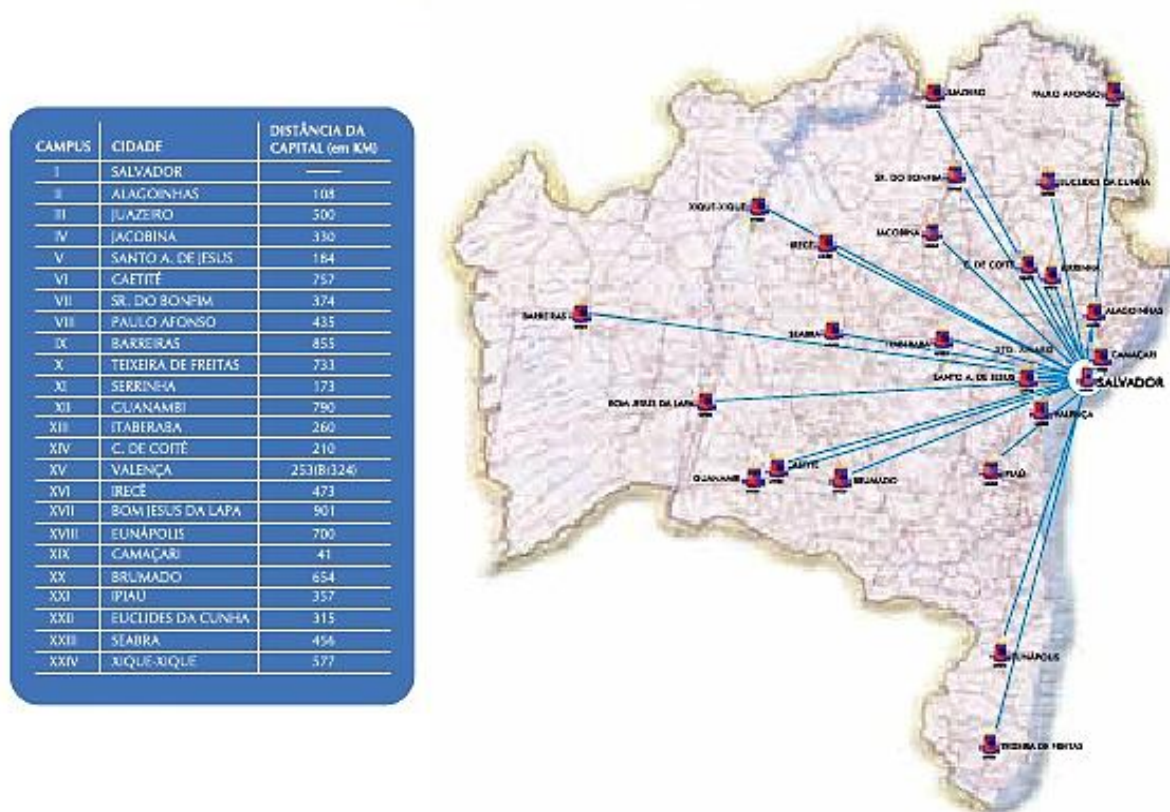 CAMPUS CIDADE DISTÂNCIA DA CAPITAL (em KM)
I SALVADOR ——
II ALAGOINHAS 108
III JUAZEIRO 500
IV JACOBINA 330
V SANTO A. DE JESUS 184
VI CAETITÉ 757
VII SR. DO BONFIM 374
VIII PAULO AFONSO 435
IX BARREIRAS 855
X TEIXEIRA DE FREITAS 733
XI SERRINHA 173
XII GUANAMBI 790
XIII ITABERABA 260
XIV C. DE COITÉ 210
XV VALENÇA 253(Br324)
XVI IRECÊ 473
XVII BOM JESUS DA LAPA 901
XVIII EUNÁPOLIS 700
XIX CAMAÇARI 41
XX BRUMADO 654
XXI IPIAÚ 357
XXII EUCLIDES DA CUNHA 315
XXIII SEABRA 456
XXIV XIQUE-XIQUE 577
JUAZEIRO
PAULO AFONSO
SR. DO BONFIM
EUCLIDES DA CUNHA
XIQUE-XIQUE
JACOBINA
IRECÊ
C. DE COITÉ
SERRINHA
ALAGOINHAS
BARREIRAS
SEABRA
ITABERABA
CAMAÇARI
SANTO A. DE JESUS
SALVADOR
BOM JESUS DA LAPA
VALENÇA
GUANAMBI
CAETITÉ
BRUMADO
IPIAÚ
EUNÁPOLIS
TEIXEIRA DE FREITAS